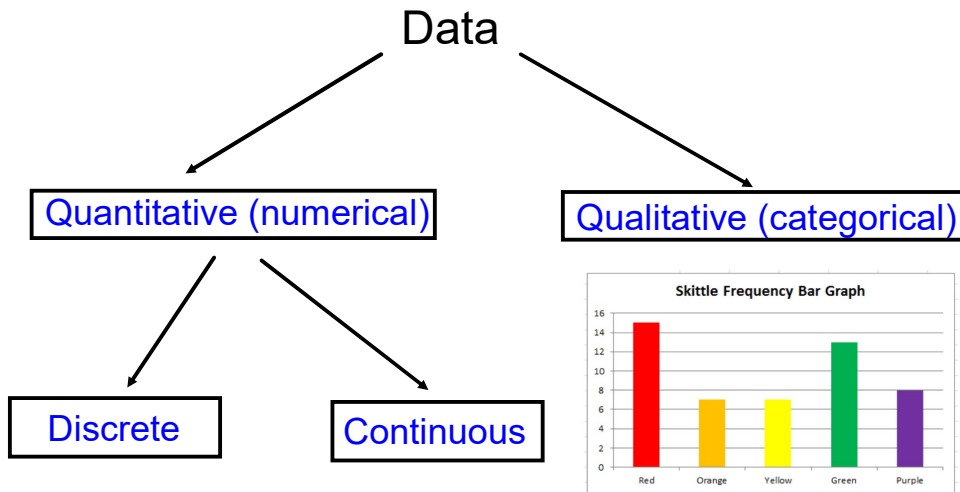 Data
Quantitative (numerical)
Qualitative (categorical)
Discrete
Continuous
Skittle Frequency Bar Graph
16
14
12
10
8
6
4
2
0
Red Orange Yellow Green Purple